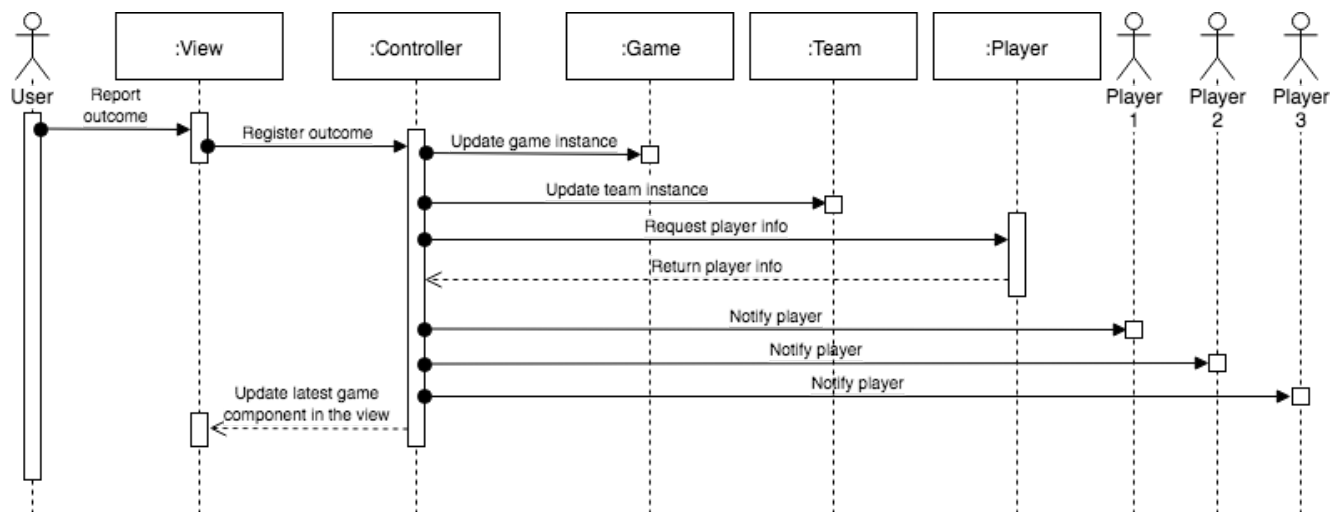 :View
:Controller
:Game
:Team
:Player
User
Player
1
Player
2
Player
3
Report
outcome
Register outcome
Update game instance
Update team instance
Request player info
Return player info
Notify player
Notify player
Notify player
Update latest game
component in the view